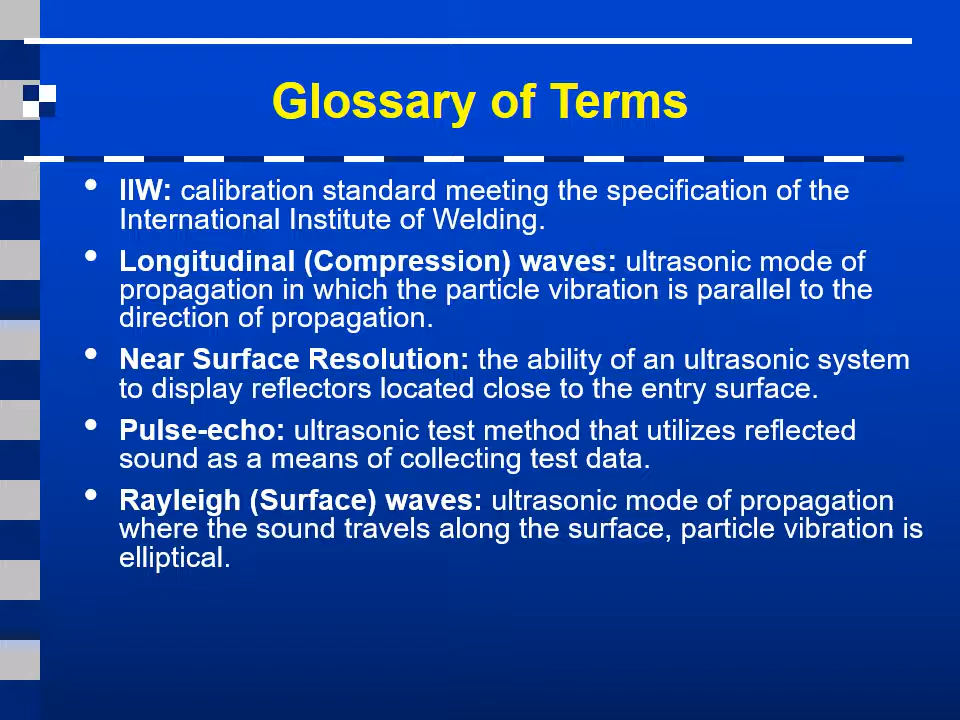 Glossary of Terms
• IIW: calibration standard meeting the specification of the
International Institute of Welding.
• Longitudinal (Compression) waves: ultrasonic mode of
propagation in which the particle vibration is parallel to the
direction of propagation.
• Near Surface Resolution: the ability of an ultrasonic system
to display reflectors located close to the entry surface.
• Pulse-echo: ultrasonic test method that utilizes reflected
sound as a means of collecting test data.
• Rayleigh (Surface) waves: ultrasonic mode of propagation
where the sound travels along the surface, particle vibration is
elliptical.